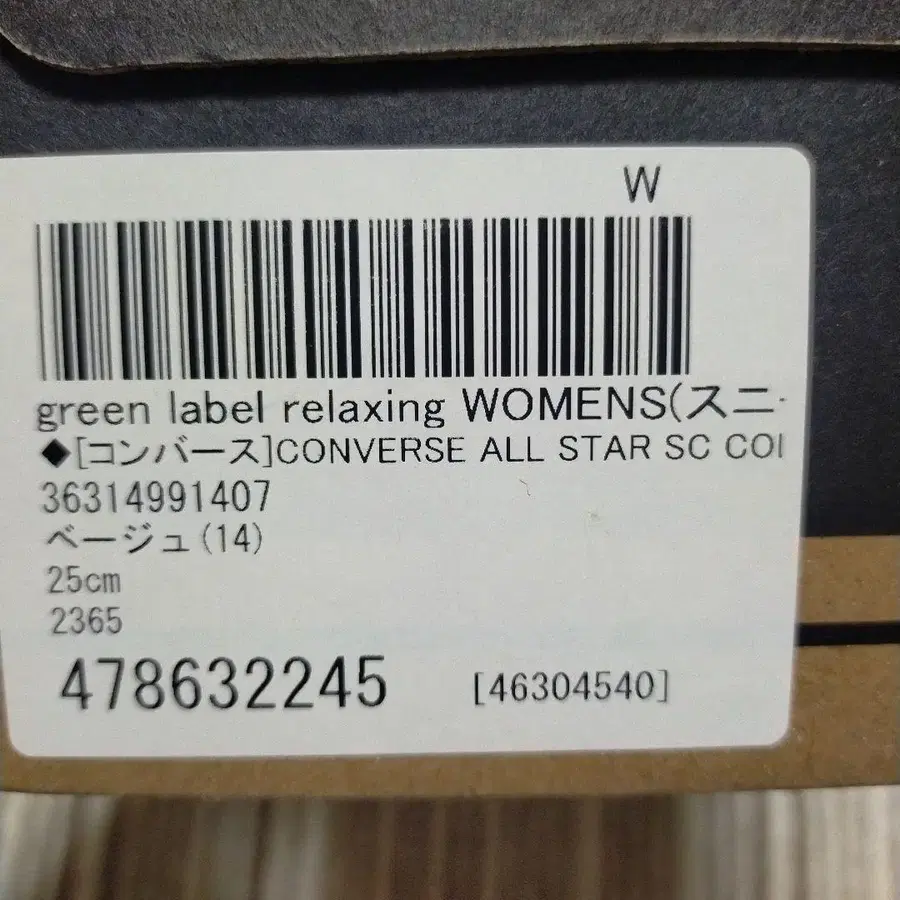 W
green label relaxing WOMENS(スニ
◆[コンバース]CONVERSE ALL STAR SC CO
36314991407
ベージュ(14)
25cm
2365
478632245
[46304540]